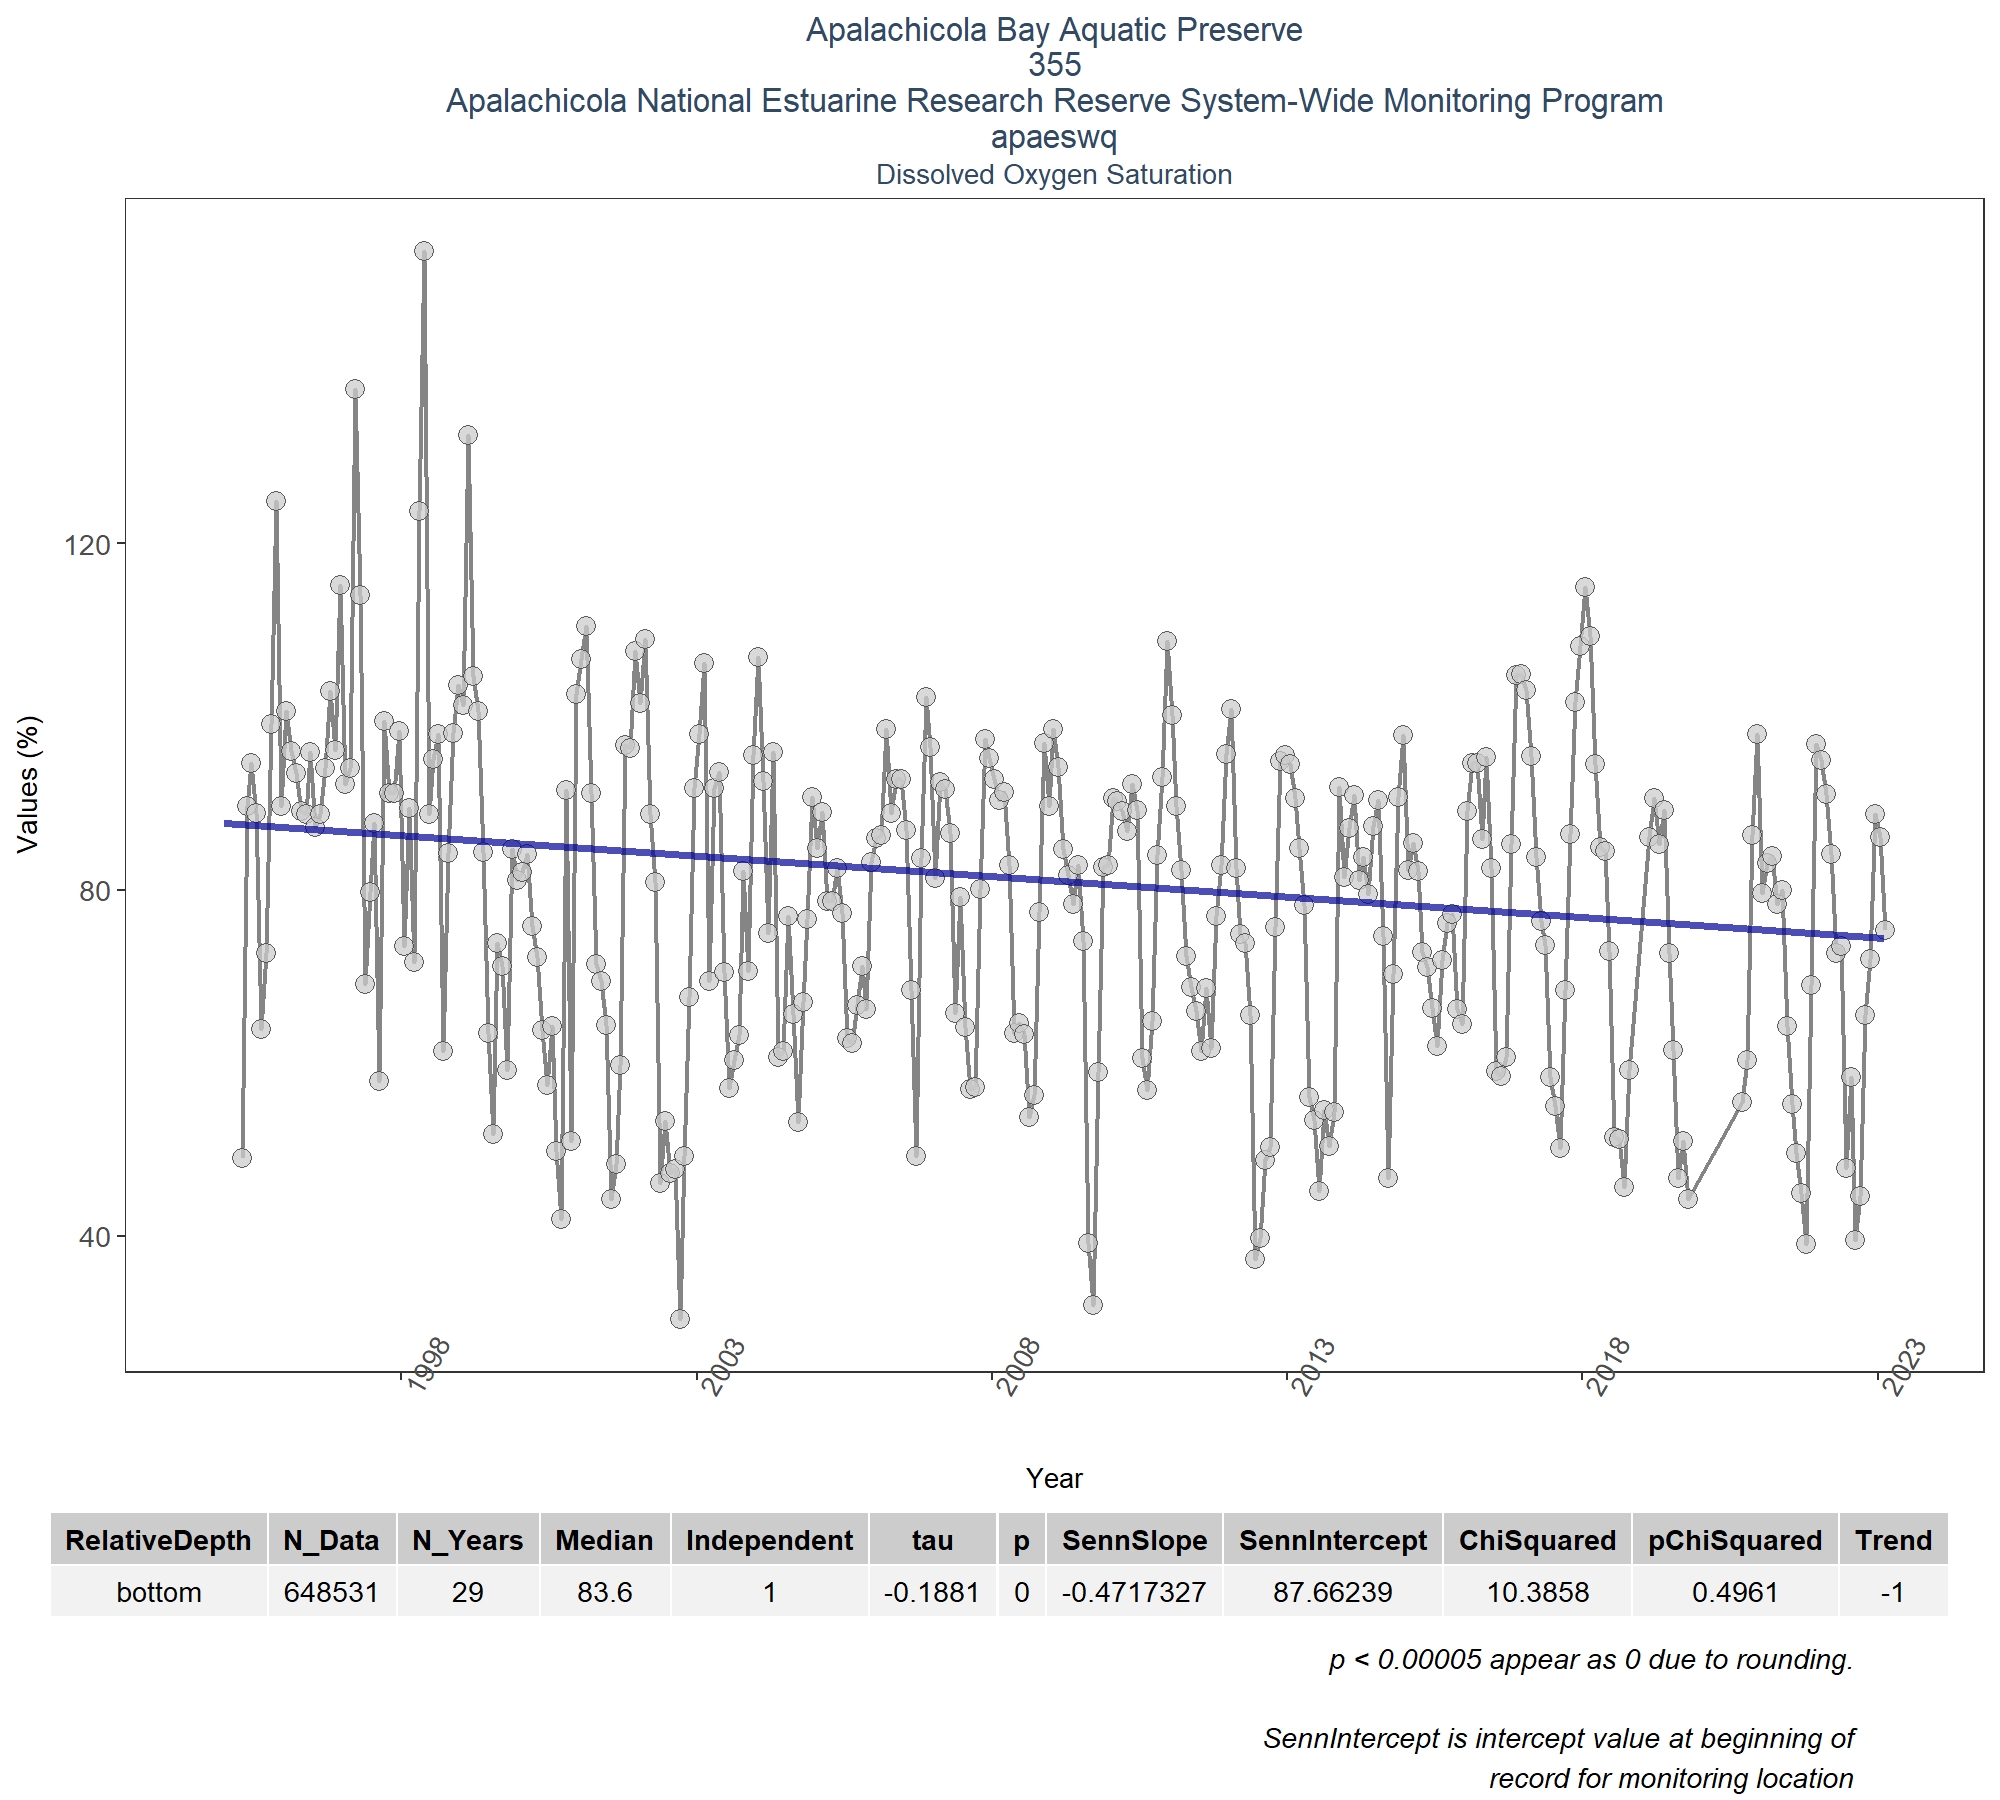 Apalachicola Bay Aquatic Preserve
355
Apalachicola National Estuarine Research Reserve System-Wide Monitoring Program
apaeswq
Dissolved Oxygen Saturation
Values (%)
120
80
40
1998 2003 2008 2013 2018 2023
Year
RelativeDepth N_Data N_Years Median Independent tau p SennSlope SennIntercept ChiSquared pChiSquared Trend
bottom 648531 29 83.6 1 -0.1881 0 -0.4717327 87.66239 10.3858 0.4961 -1
p < 0.00005 appear as 0 due to rounding.
SennIntercept is intercept value at beginning of
record for monitoring location